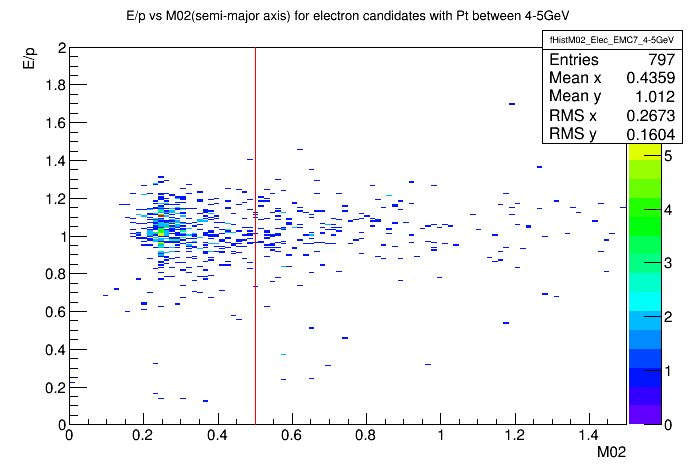 E/p vs M02(semi-major axis) for electron candidates with Pt between 4-5GeV
fHistM02_Elec_EMC7_4-5GeV
Entries 797
Mean x 0.4359
Mean y 1.012
RMS x 0.2673
RMS y 0.1604
E/p
2
1.8
1.6
1.4
1.2
1
0.8
0.6
0.4
0.2
0
0 0.2 0.4 0.6 0.8 1 1.2 1.4
M02
5
4
3
2
1
0